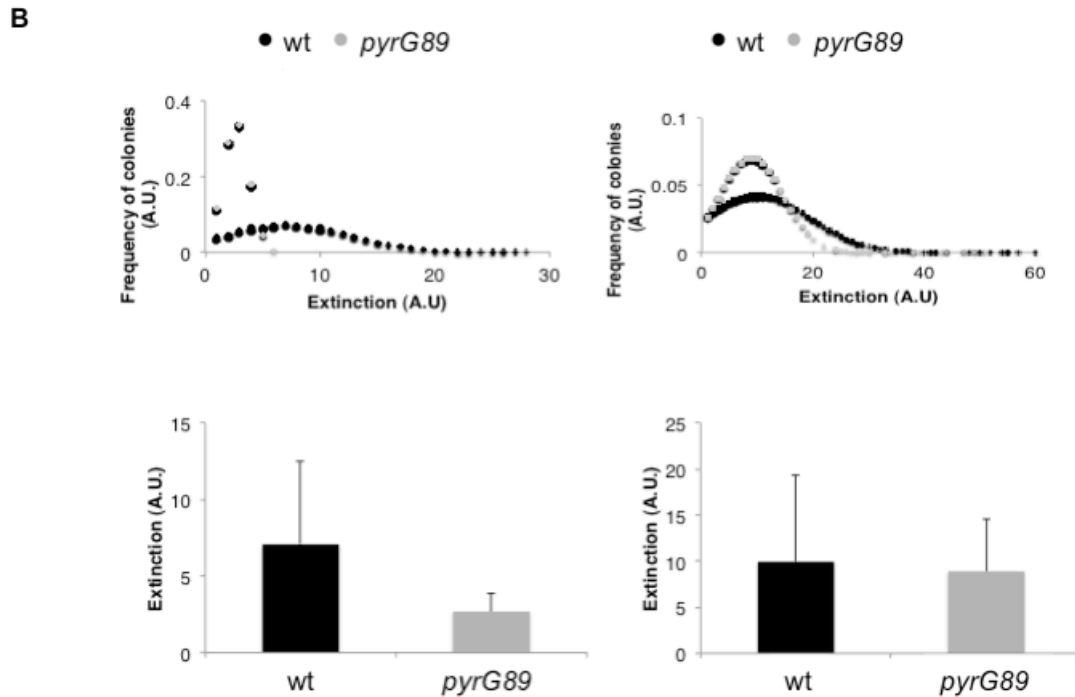 B
wt pyrG89
wt pyrG89
Frequency of colonies
(A.U.)
0.4
0.2
0
0 10 20 30
Extinction (A.U)
Frequency of colonies
(A.U.)
0.1
0.05
0
0 20 40 60
Extinction (A.U)
Extinction (A.U.)
15
10
5
0
wt pyrG89
Extinction (A.U.)
25
20
15
10
5
0
wt pyrG89